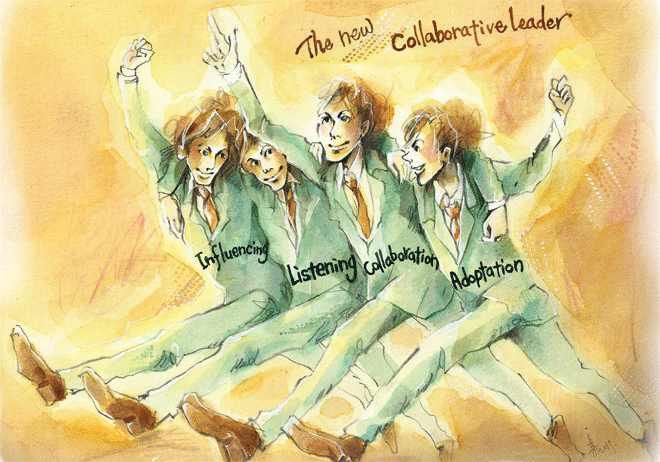 The new Collaborative leader
Influencing
Listening
Collaboration
Adoptation